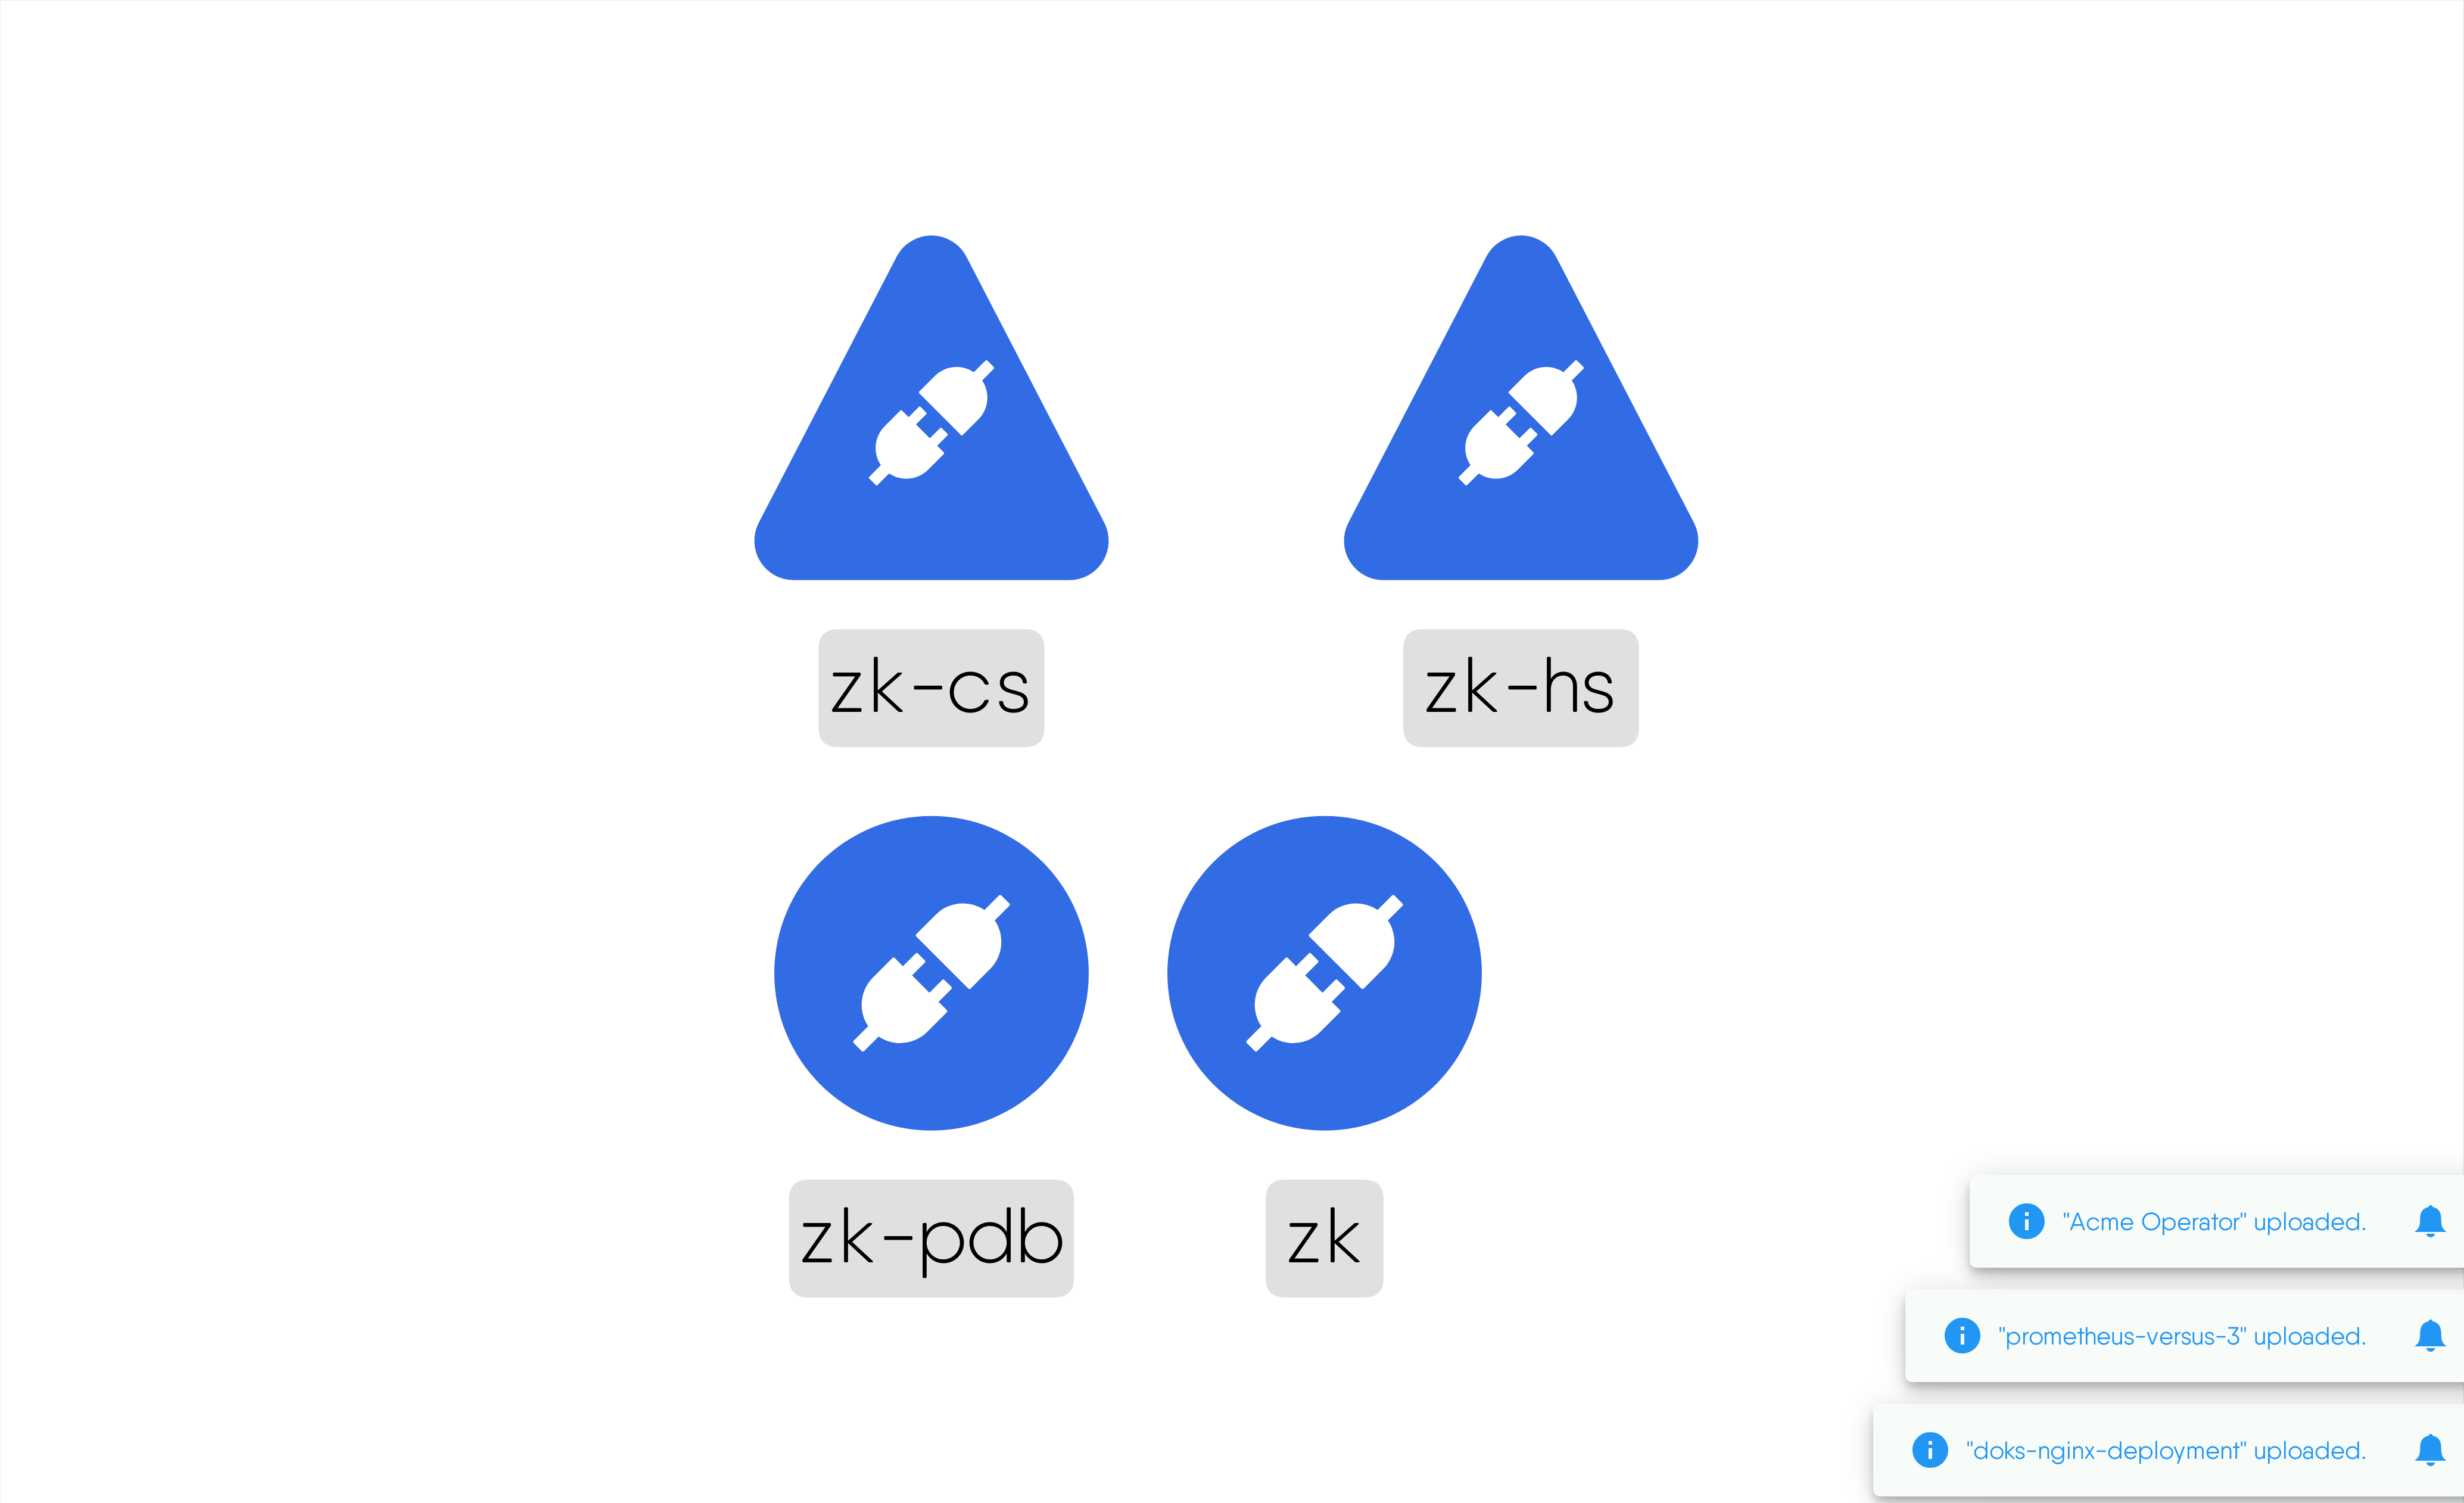 zk-cs
zk-hs
zk-pdb
zk
"Acme Operator" uploaded.
"prometheus-versus-3" uploaded.
"doks-nginx-deployment" uploaded.